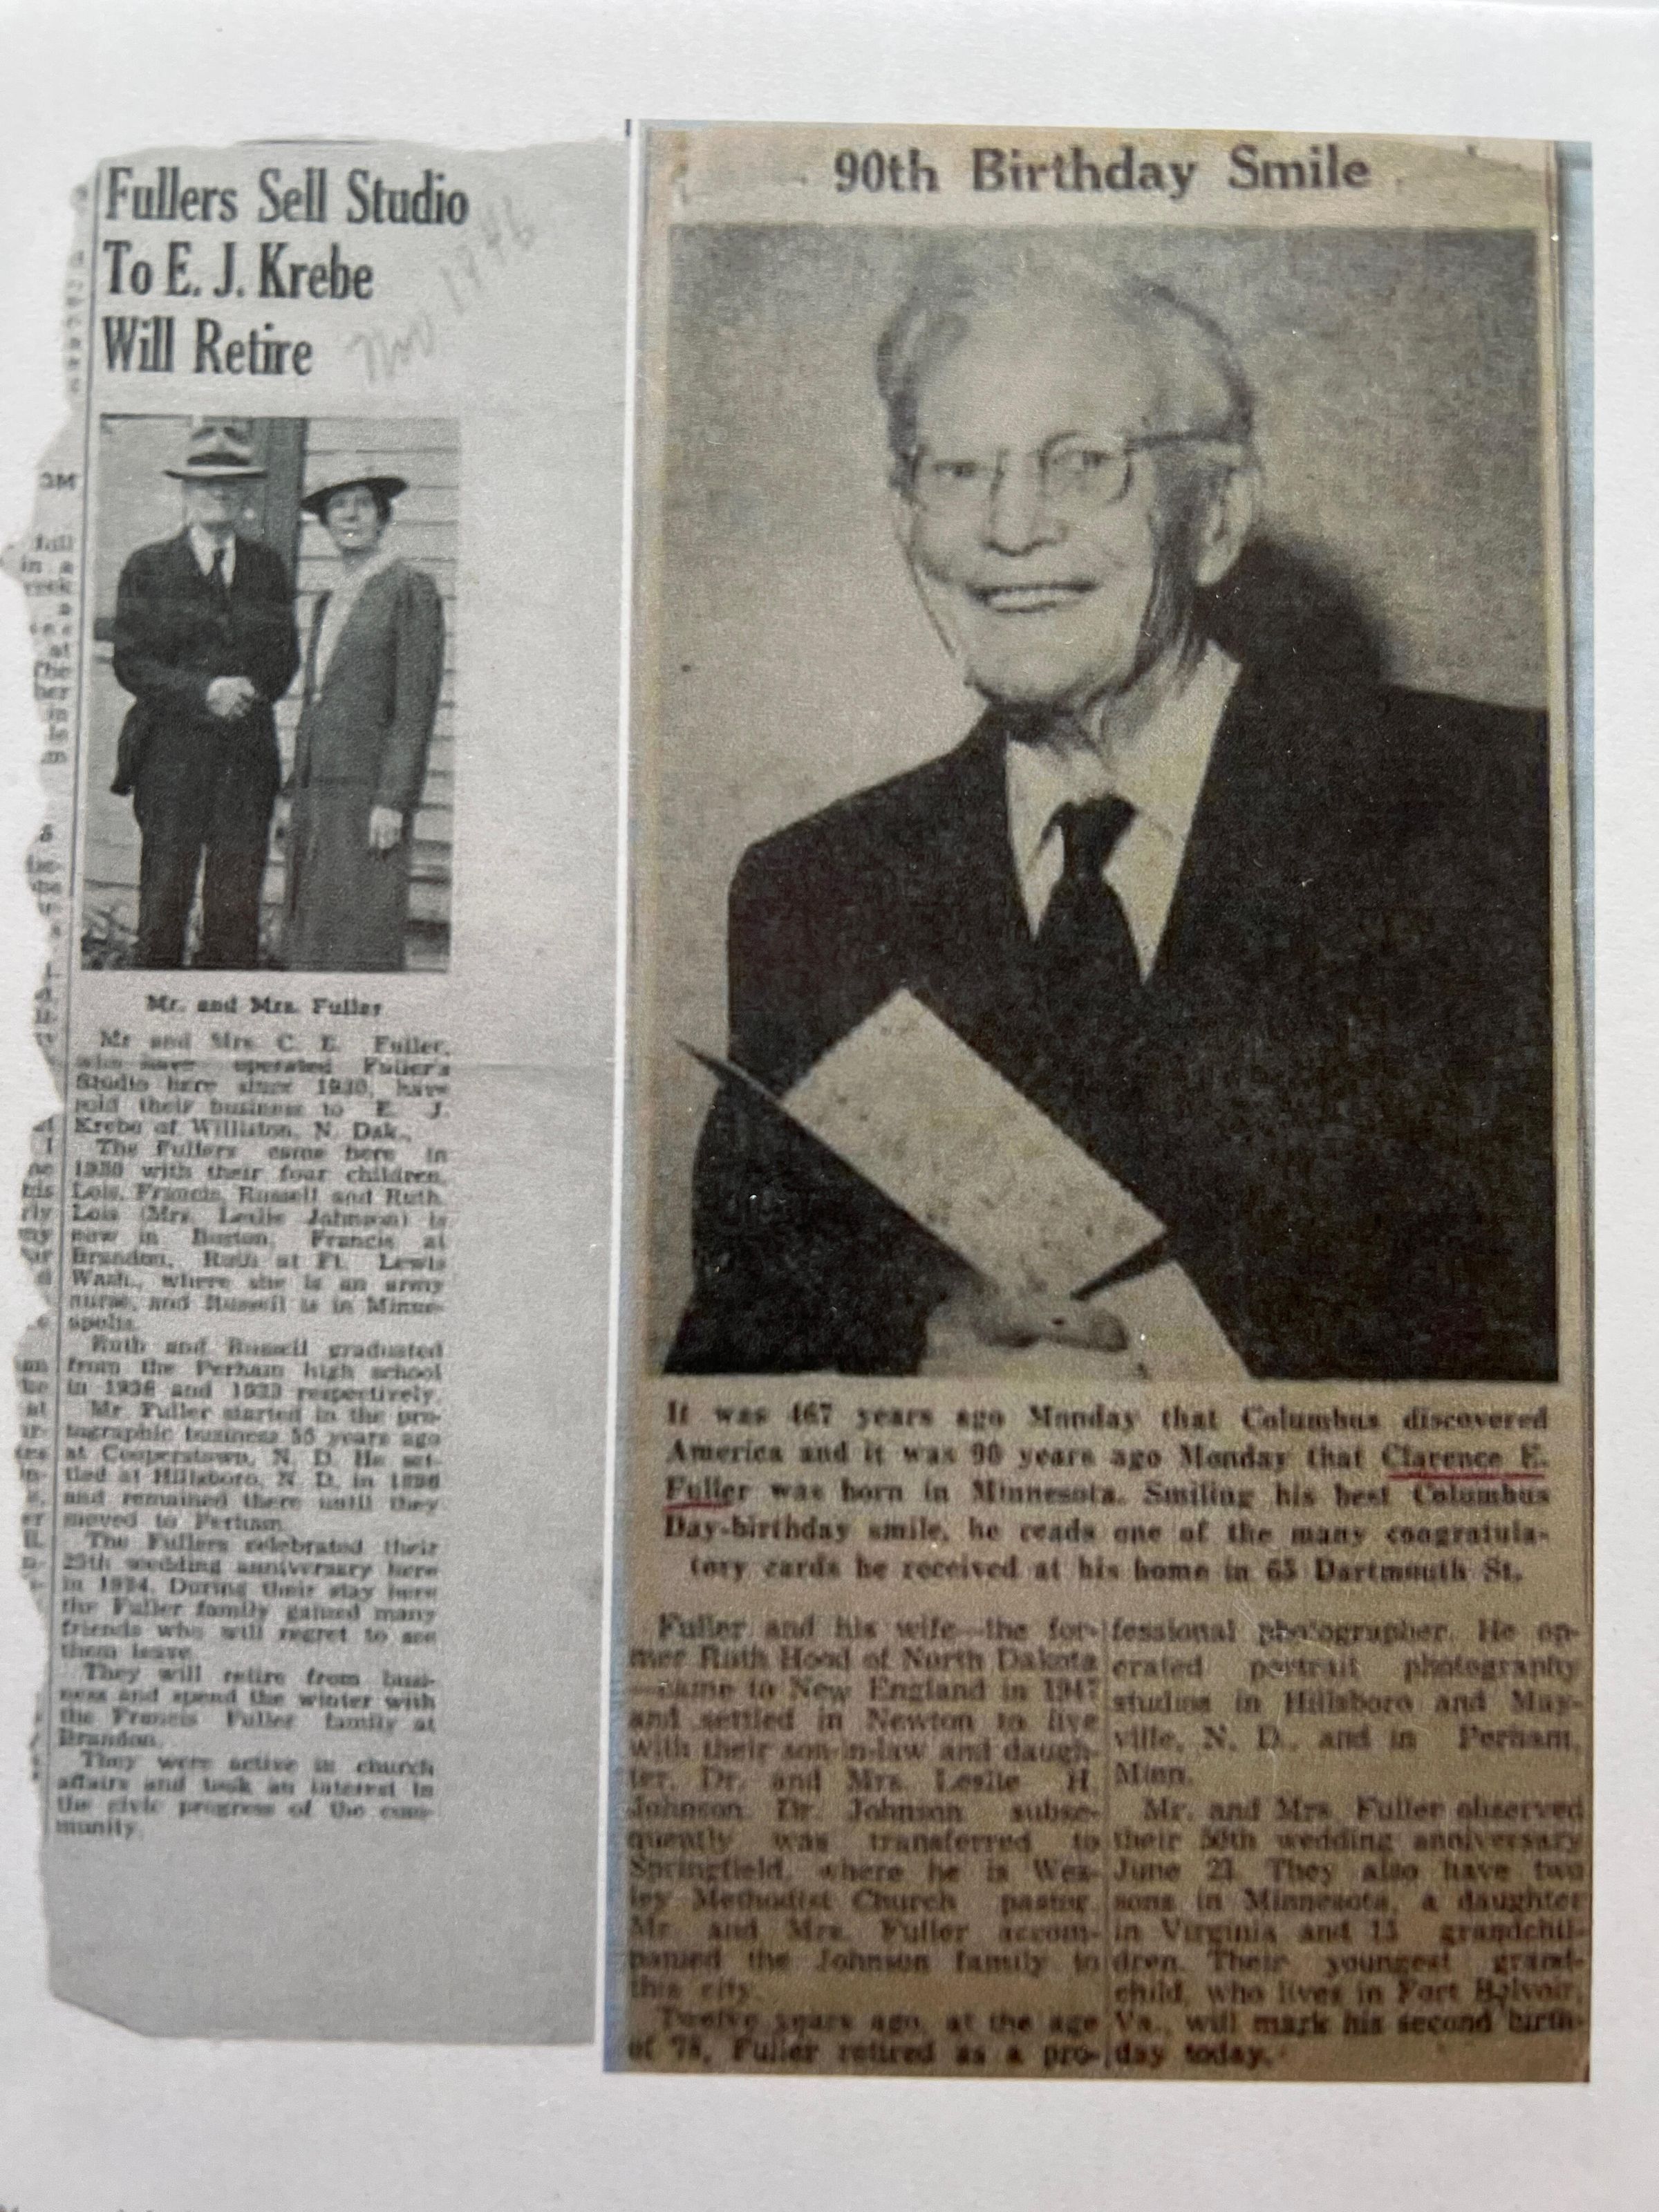 Fullers Sell Studio
To E. J. Krebe
Will Retire
Nov. 1946
Mr. and Mrs. Fuller
Mr and Mrs C. E. Fuller,
who have operated Fuller's
Studio here since 1930, have
sold their business to E. J.
Krebe of Williston, N. Dak.,
The Fullers came here in
1930 with their four children,
Lois, Francis, Russell and Ruth.
Lois (Mrs. Leslie Johnson) is
now in Boston, Francis at
Brandon, Ruth at Ft. Lewis
Wash., where she is an army
nurse, and Russell is in Minne-
apolis.
Ruth and Russell graduated
from the Perham high school
in 1936 and 1933 respectively.
Mr. Fuller started in the pho-
tographic business 55 years ago
at Cooperstown, N. D. He set-
tled at Hillsboro, N. D. in 1896
and remained there until they
moved to Perham.
The Fullers celebrated their
25th wedding anniversary here
in 1934. During their stay here
the Fuller family gained many
friends who will regret to see
them leave.
They will retire from busi-
ness and spend the winter with
the Francis Fuller family at
Brandon.
They were active in church
affairs and took an interest in
the civic progress of the com-
munity.
90th Birthday Smile
It was 467 years ago Monday that Columbus discovered
America and it was 90 years ago Monday that Clarence E.
Fuller was born in Minnesota. Smiling his best Columbus
Day-birthday smile, he reads one of the many congratula-
tory cards he received at his home in 65 Dartmouth St.
Fuller and his wife—the for-
mer Ruth Hood of North Dakota
—came to New England in 1947
and settled in Newton to live
with their son-in-law and daugh-
ter, Dr. and Mrs. Leslie H.
Johnson. Dr. Johnson subse-
quently was transferred to
Springfield, where he is Wes-
ley Methodist Church pastor.
Mr. and Mrs. Fuller accom-
panied the Johnson family to
this city.
Twelve years ago, at the age
of 78, Fuller retired as a pro-
fessional photographer. He op-
erated portrait photography
studios in Hillsboro and May-
ville, N. D., and in Perham,
Minn.
Mr. and Mrs. Fuller observed
their 50th wedding anniversary
June 23. They also have two
sons in Minnesota, a daughter
in Virginia and 13 grandchil-
dren. Their youngest grand-
child, who lives in Fort Belvoir,
Va., will mark his second birth-
day today.